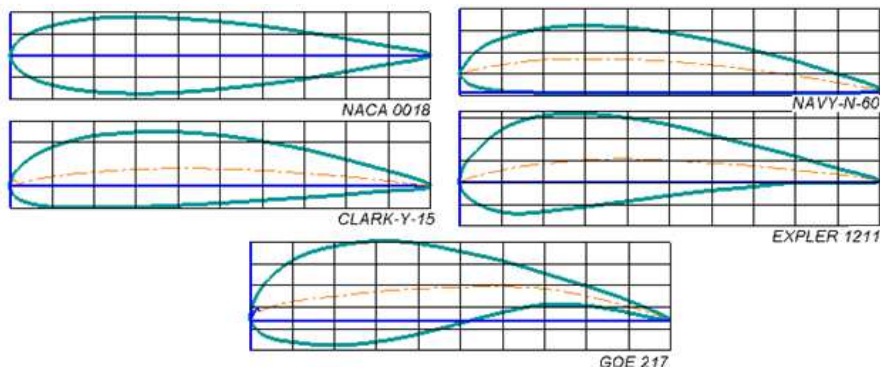 NACA 0018
NAVY-N-60
CLARK-Y-15
EXPLER 1211
GOE 217